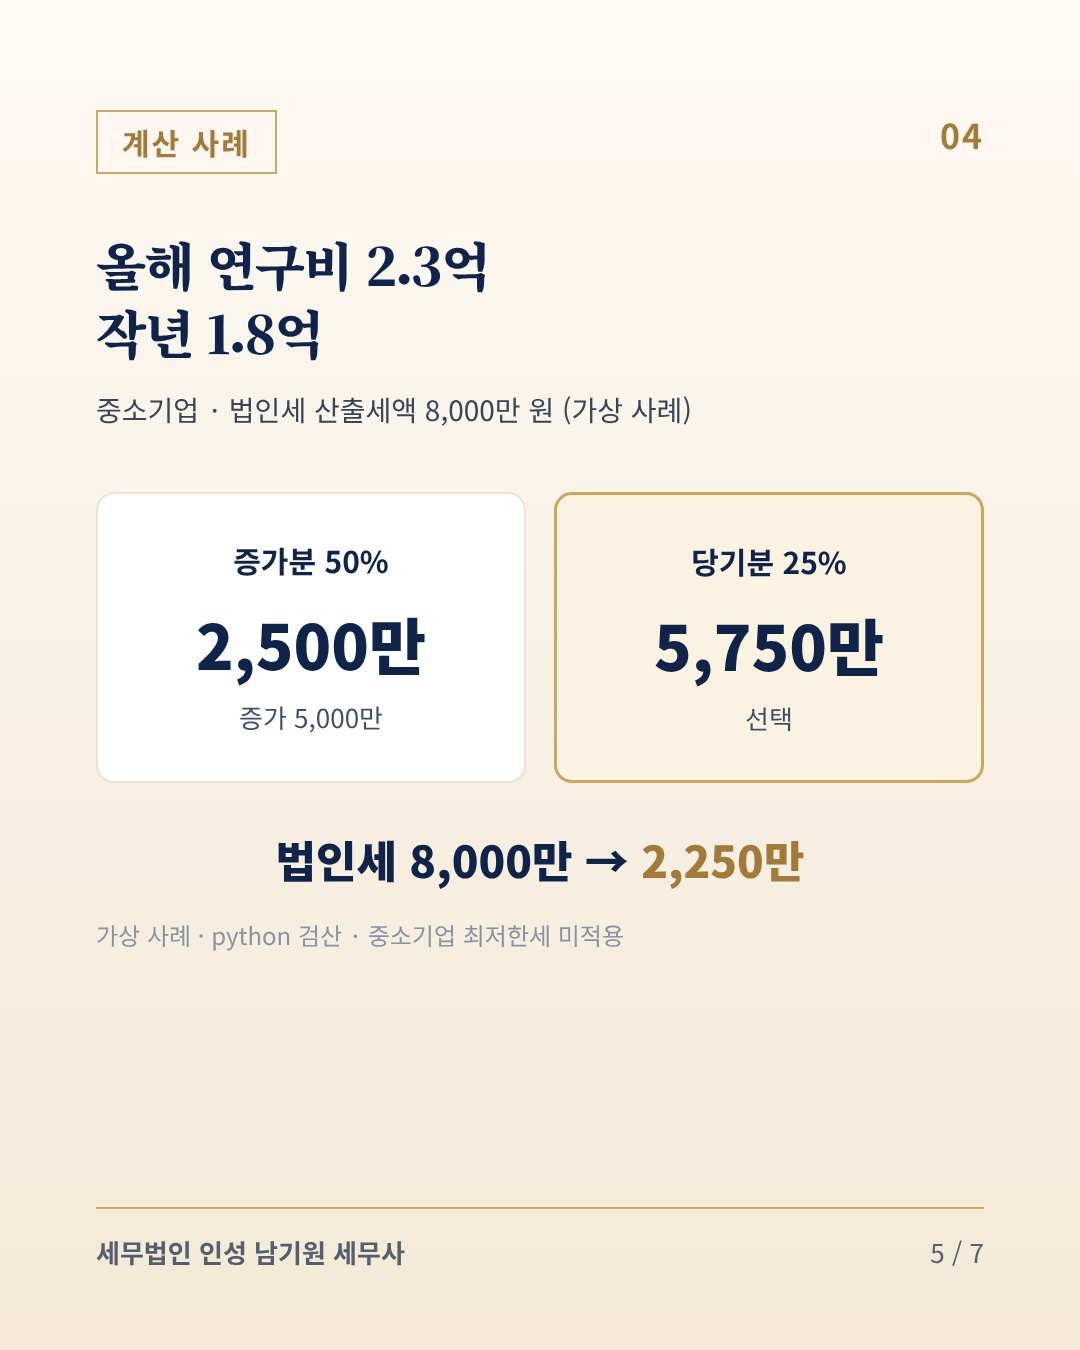 계산 사례
04
올해 연구비 2.3억
작년 1.8억
중소기업 · 법인세 산출세액 8,000만 원 (가상 사례)
증가분 50%
2,500만
증가 5,000만
당기분 25%
5,750만
선택
법인세 8,000만 → 2,250만
가상 사례 · python 검산 · 중소기업 최저한세 미적용
세무법인 인성 남기원 세무사
5 / 7